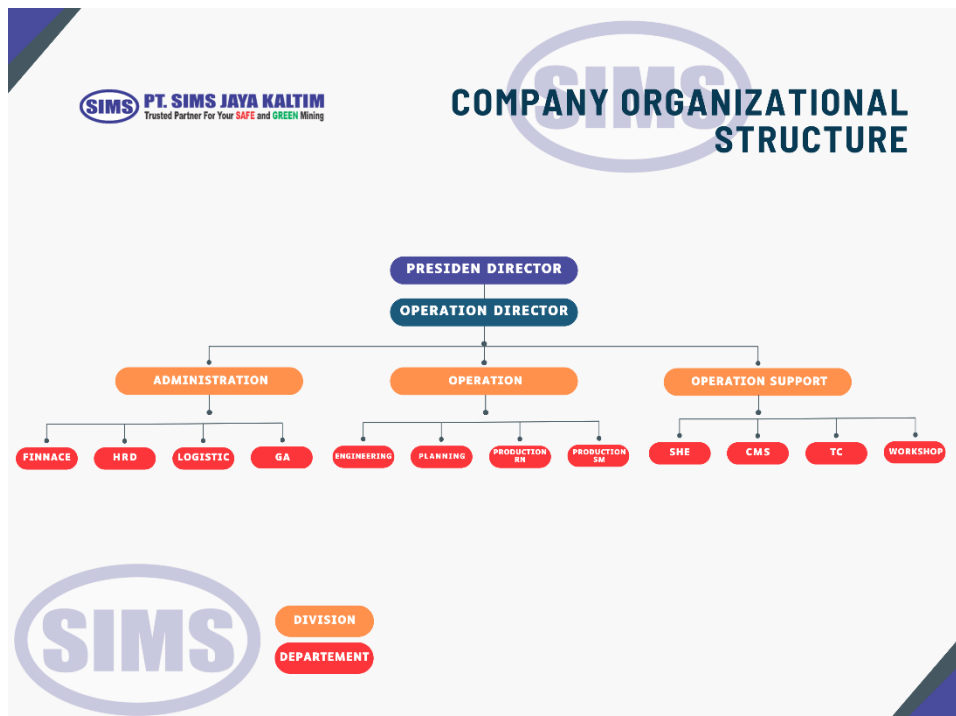 SIMS
PT. SIMS JAYA KALTIM
Trusted Partner For Your SAFE and GREEN Mining
SIMS
COMPANY ORGANIZATIONAL
STRUCTURE
PRESIDEN DIRECTOR
OPERATION DIRECTOR
ADMINISTRATION
OPERATION
OPERATION SUPPORT
FINNACE
HRD
LOGISTIC
GA
ENGINEERING
PLANNING
PRODUCTION
RN
PRODUCTION
SM
SHE
CMS
TC
WORKSHOP
SIMS
DIVISION
DEPARTEMENT